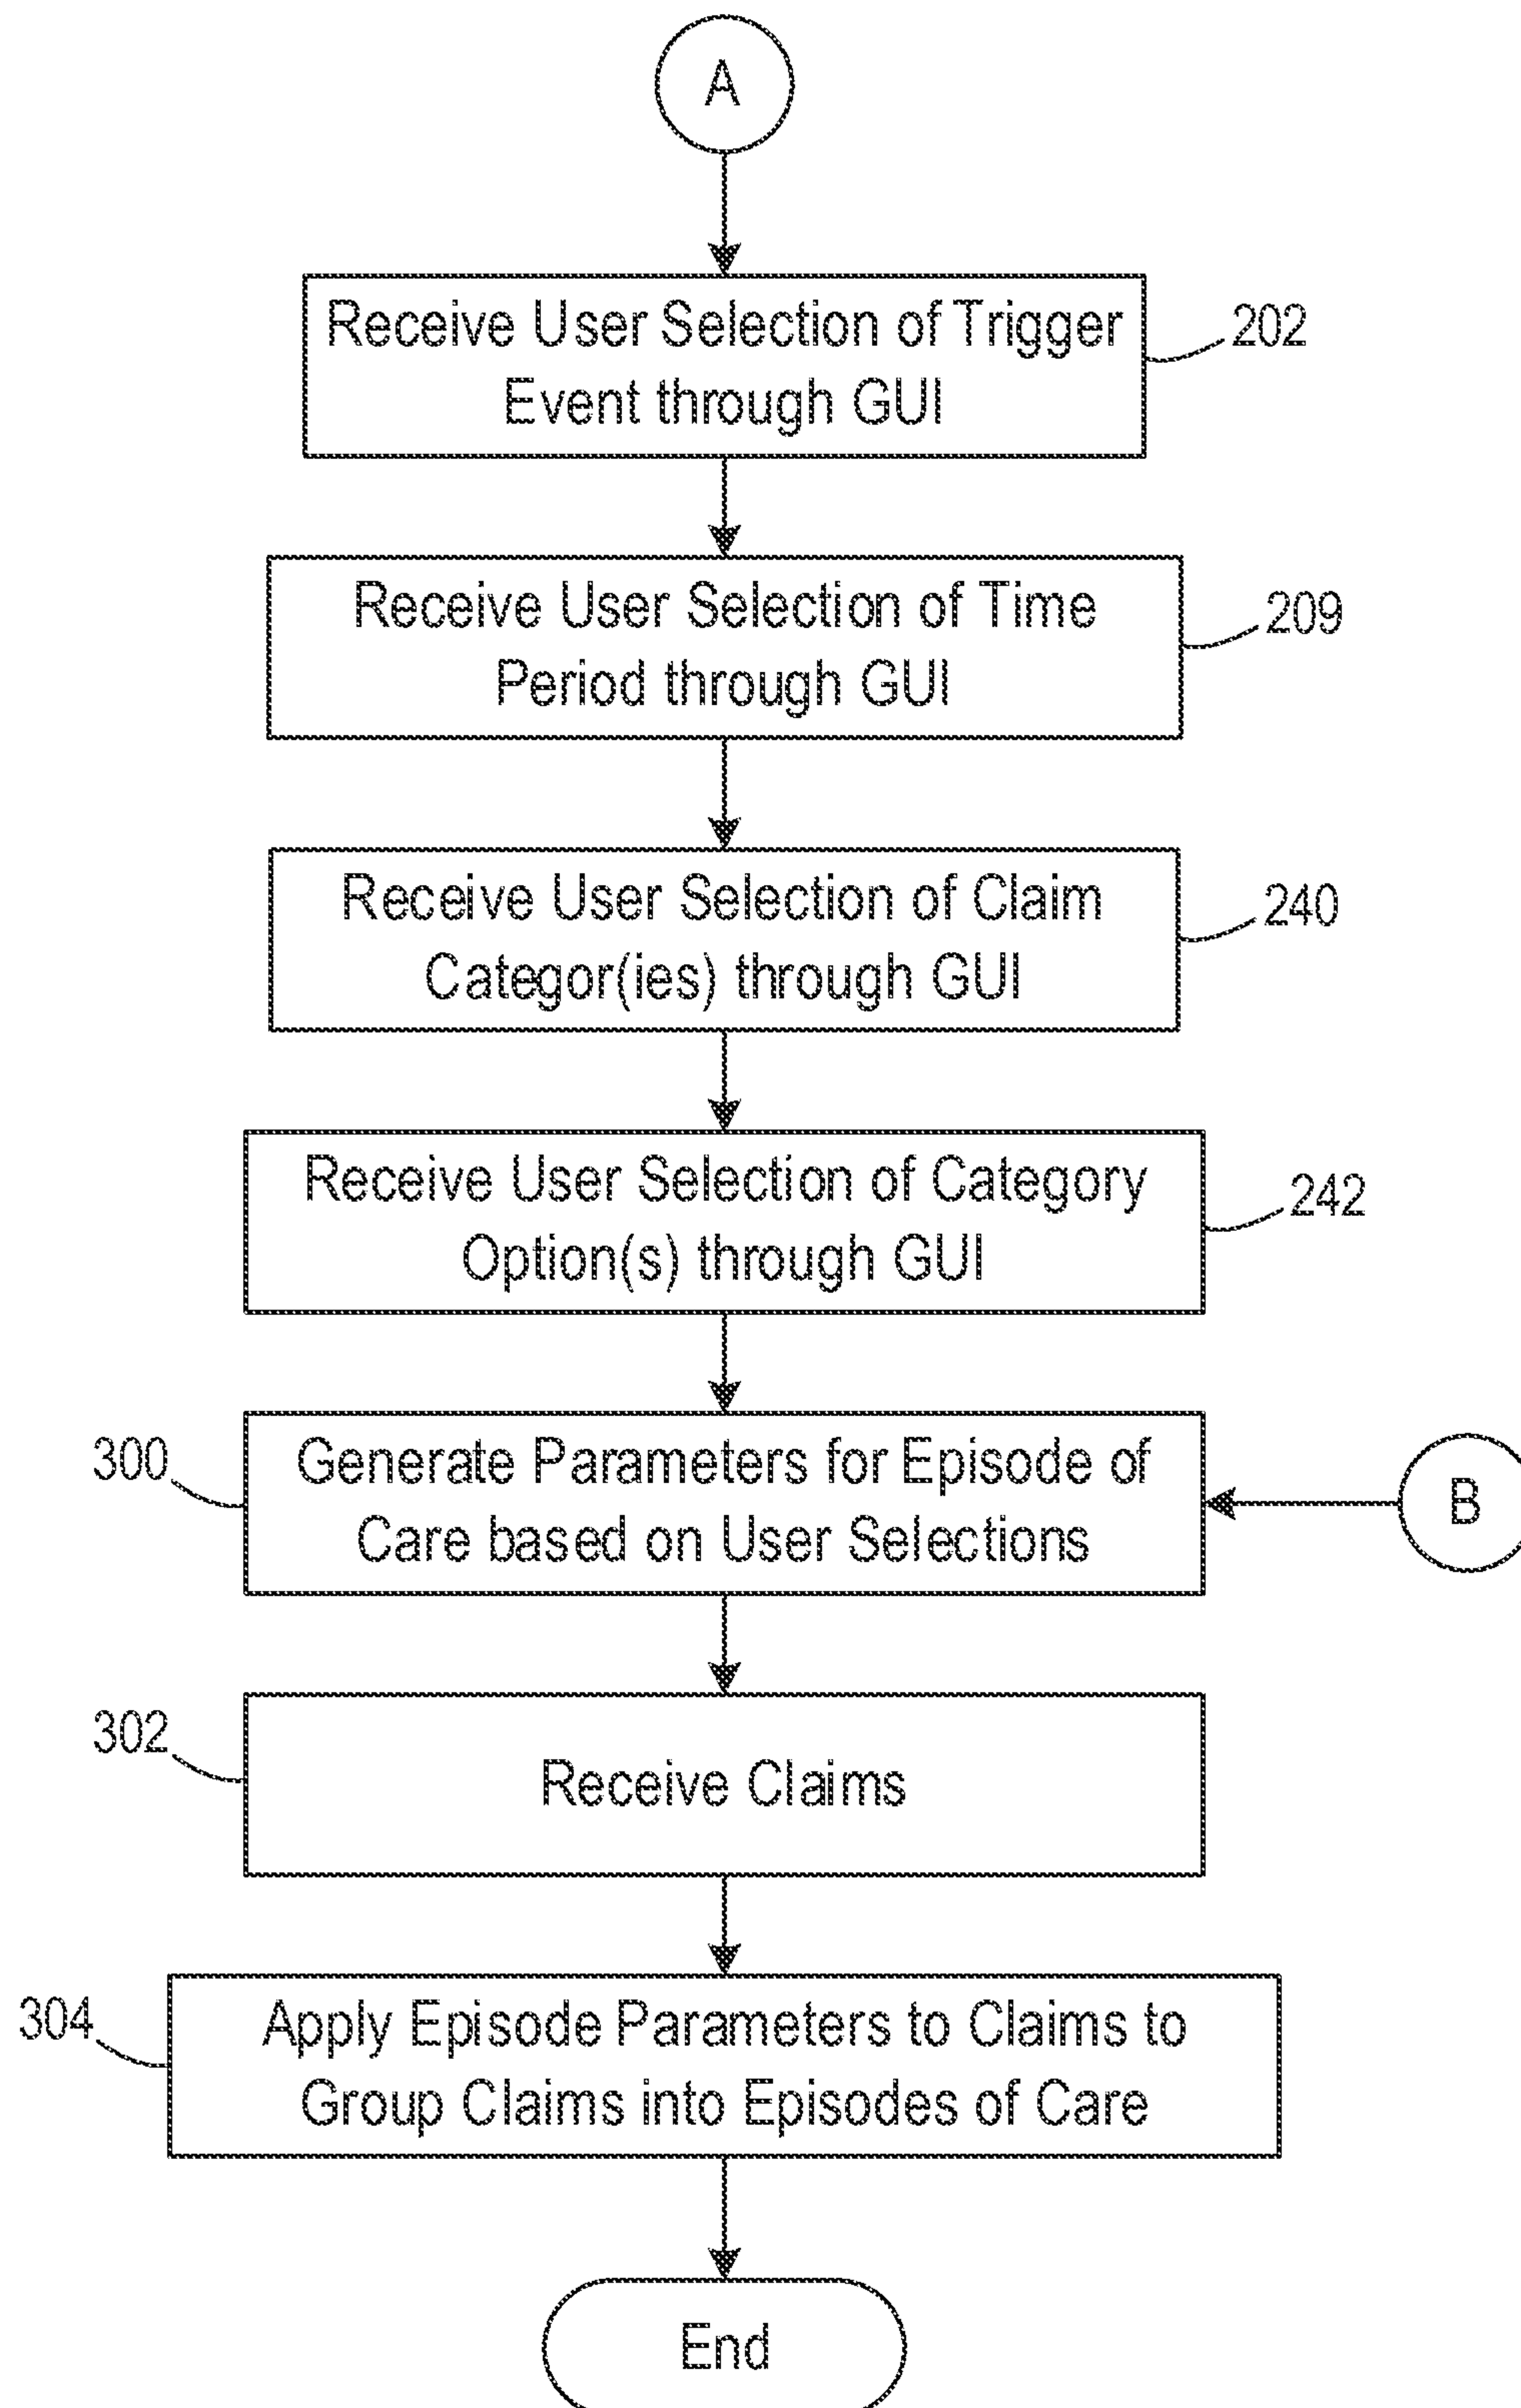 A
Receive User Selection of Trigger
Event through GUI
202
Receive User Selection of Time
Period through GUI
209
Receive User Selection of Claim
Categor(ies) through GUI
240
Receive User Selection of Category
Option(s) through GUI
242
300
Generate Parameters for Episode of
Care based on User Selections
B
302
Receive Claims
304
Apply Episode Parameters to Claims to
Group Claims into Episodes of Care
End